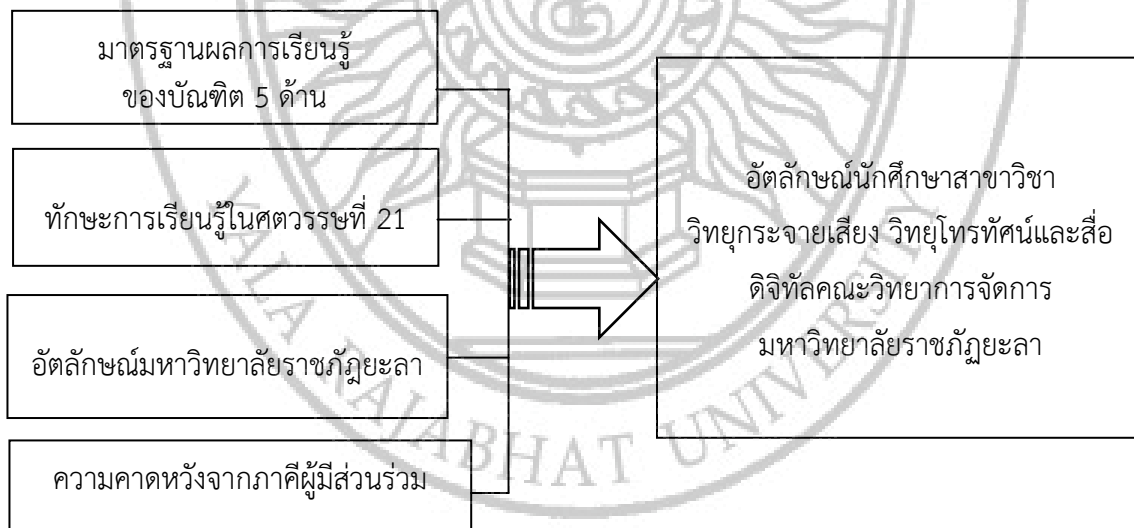 มาตรฐานผลการเรียนรู้
ของบัณฑิต 5 ด้าน
ทักษะการเรียนรู้ในศตวรรษที่ 21
อัตลักษณ์มหาวิทยาลัยราชภัฏยะลา
ความคาดหวังจากภาคีผู้มีส่วนร่วม
อัตลักษณ์นักศึกษาสาขาวิชา
วิทยุกระจายเสียง วิทยุโทรทัศน์และสื่อ
ดิจิทัลคณะวิทยาการจัดการ
มหาวิทยาลัยราชภัฏยะลา
YALA RAJABHAT UNIVERSITY